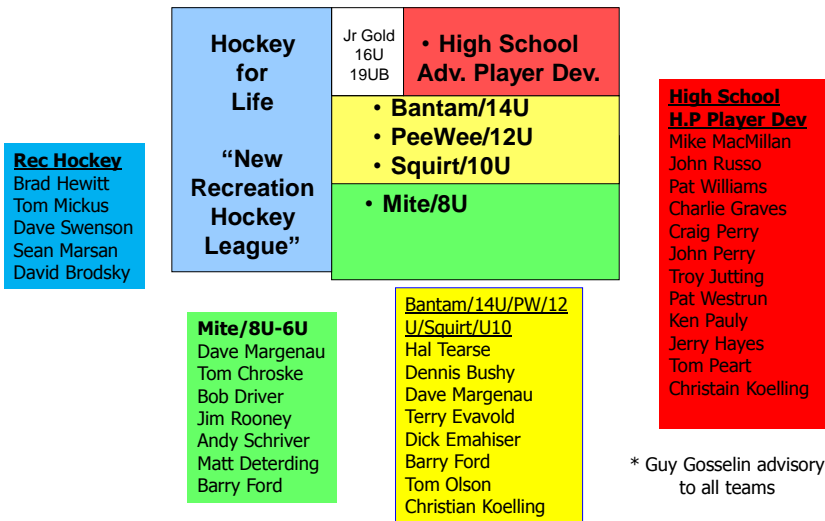 Hockey
for
Life
“New
Recreation
Hockey
League”
Jr Gold
16U
19UB
• High School
Adv. Player Dev.
• Bantam/14U
• PeeWee/12U
• Squirt/10U
• Mite/8U
Rec Hockey
Brad Hewitt
Tom Mickus
Dave Swenson
Sean Marsan
David Brodsky
Mite/8U-6U
Dave Margenau
Tom Chroske
Bob Driver
Jim Rooney
Andy Schriver
Matt Deterding
Barry Ford
Bantam/14U/PW/12
U/Squirt/U10
Hal Tearse
Dennis Bushy
Dave Margenau
Terry Evavold
Dick Emahiser
Barry Ford
Tom Olson
Christian Koelling
High School
H.P Player Dev
Mike MacMillan
John Russo
Pat Williams
Charlie Graves
Craig Perry
John Perry
Troy Jutting
Pat Westrun
Ken Pauly
Jerry Hayes
Tom Peart
Christain Koelling
* Guy Gosselin advisory
to all teams